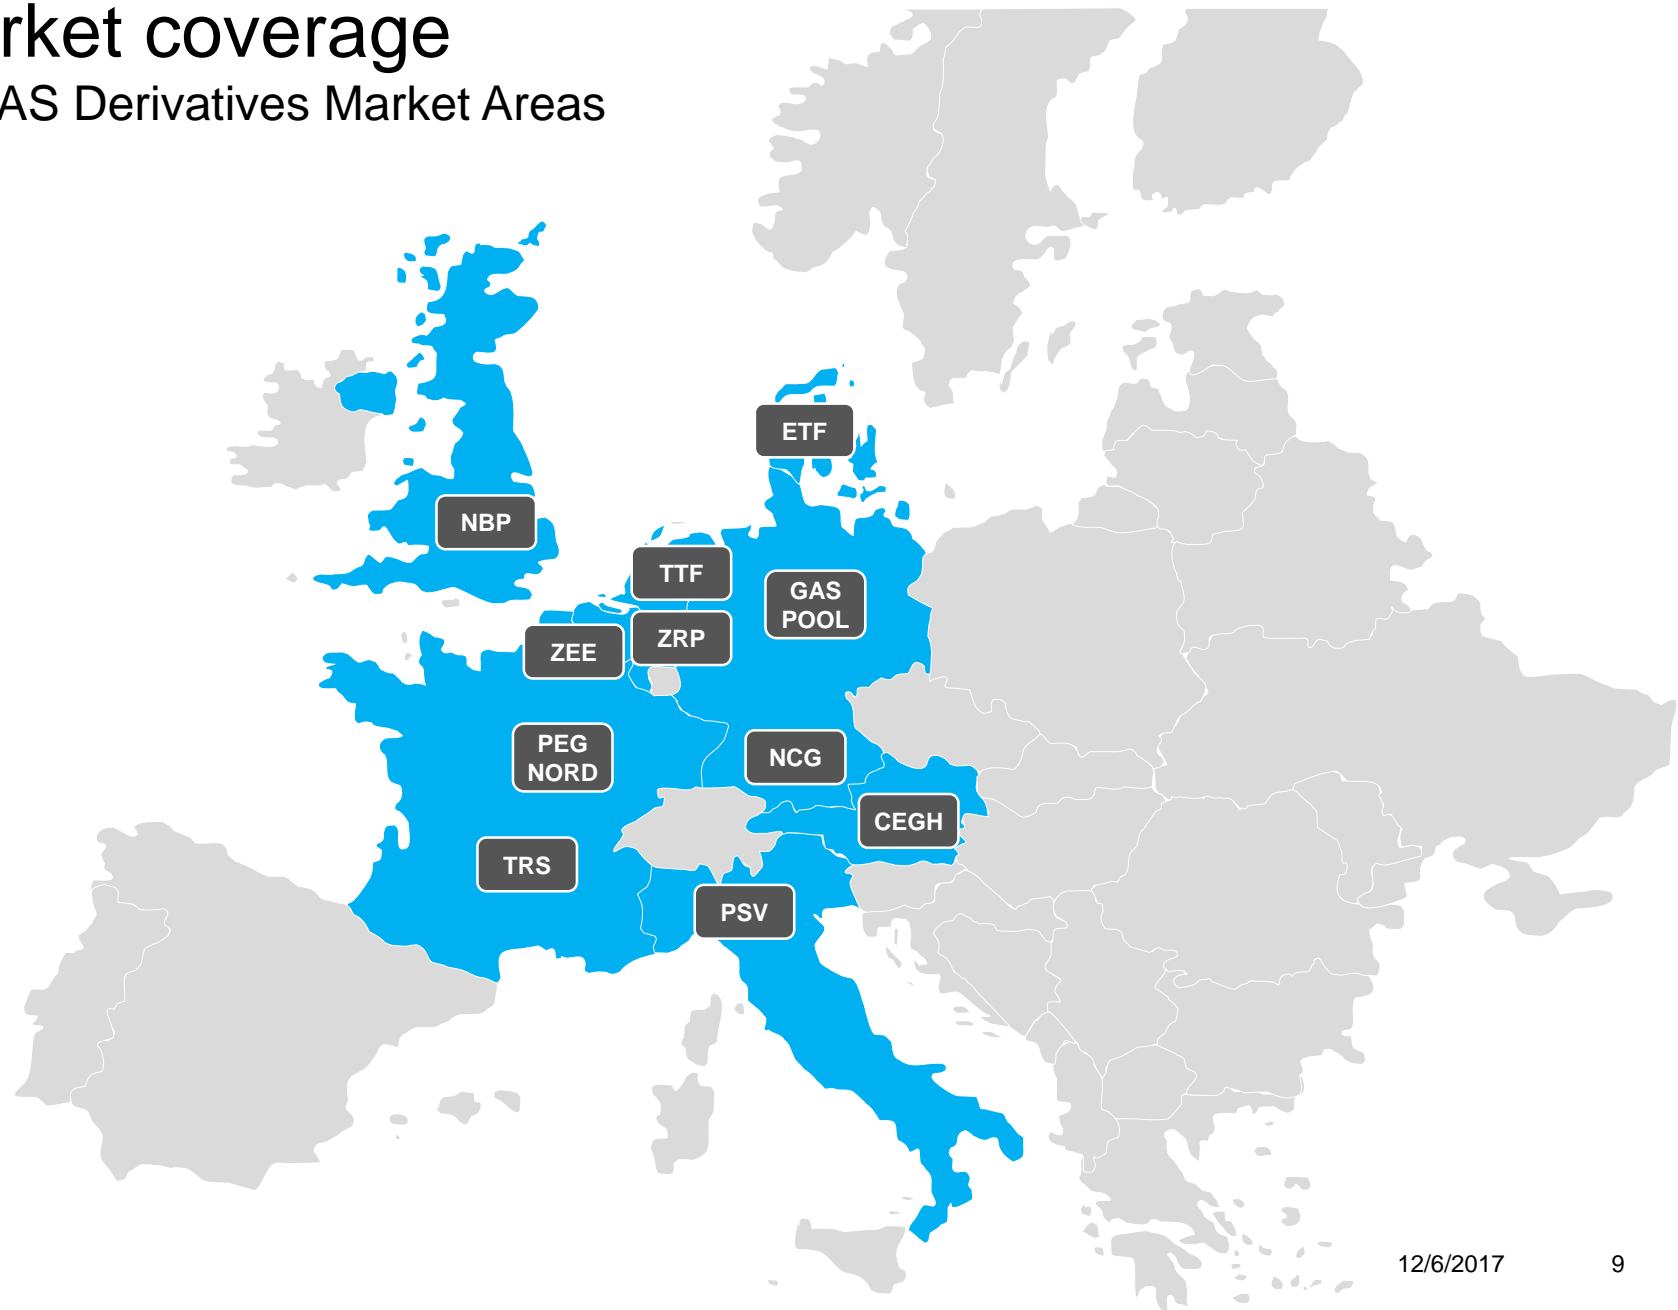 rket coverage
AS Derivatives Market Areas
ETF
NBP
TTF
GAS
POOL
ZRP
ZEE
PEG
NORD
NCG
CEGH
TRS
PSV
12/6/2017
9